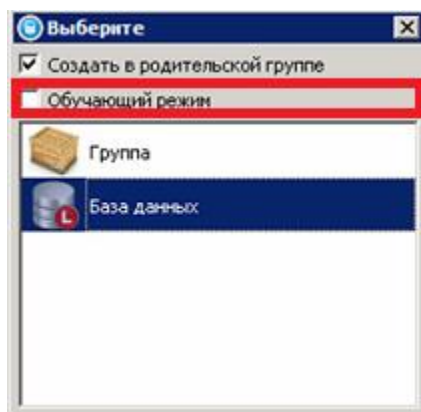 Выберите
Создать в родительской группе
Обучающий режим
Группа
База данных
L